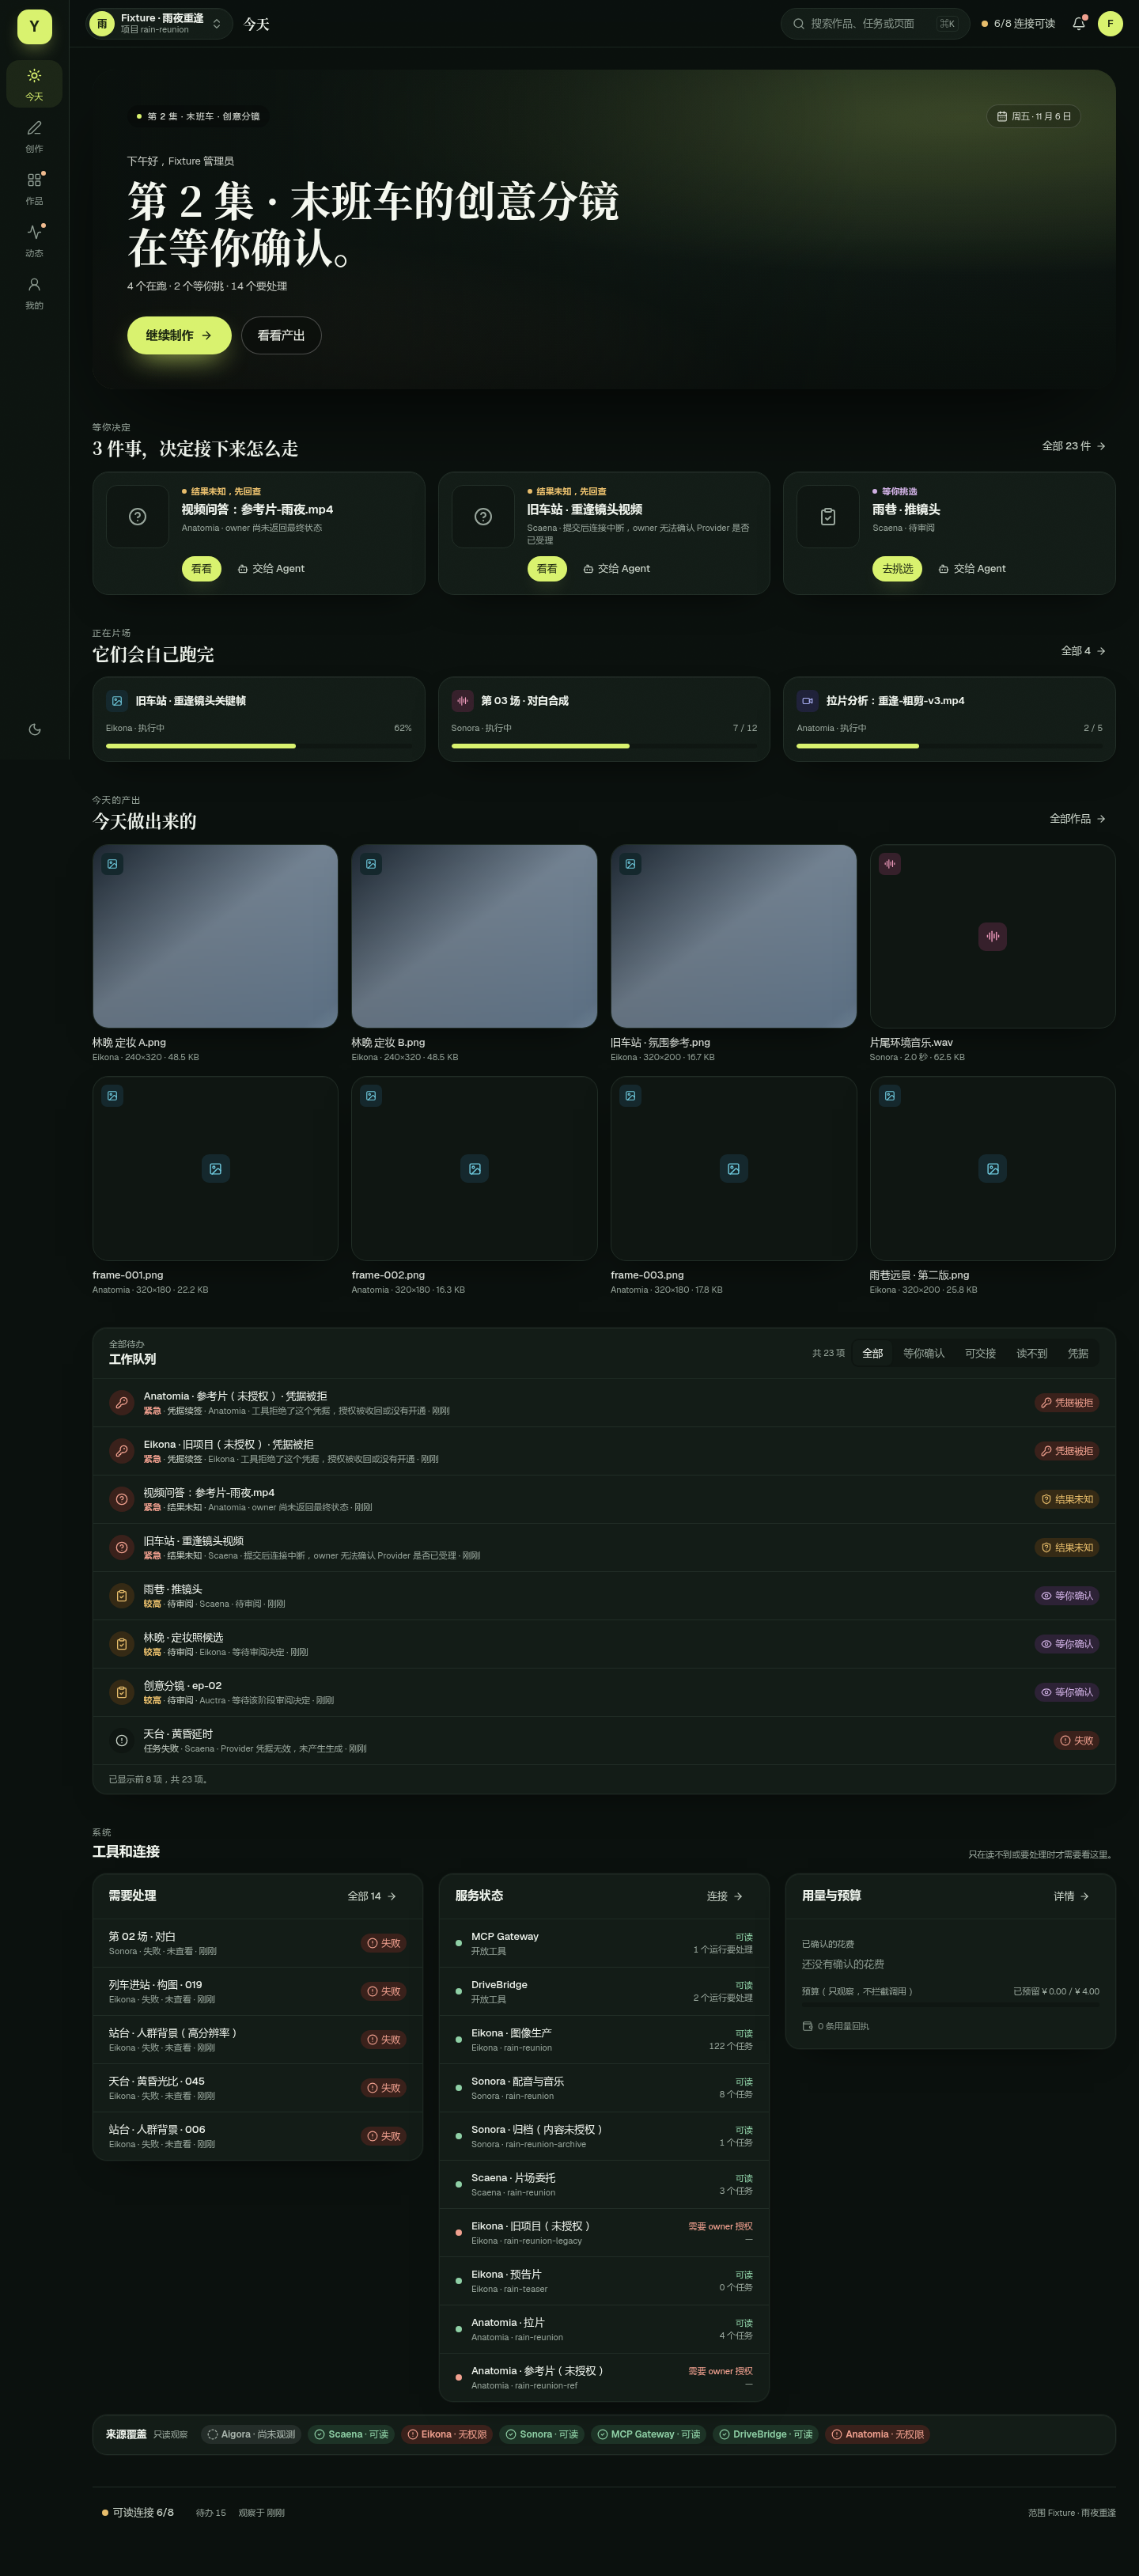 Y
雨
Fixture · 雨夜重逢
项目 rain-reunion
今天
搜索作品、任务或页面
⌘K
6/8 连接可读
F
今天
创作
作品
动态
我的
第 2 集 · 末班车 · 创意分镜
周五 · 11 月 6 日
下午好，Fixture 管理员
第 2 集 · 末班车的创意分镜
在等你确认。
4 个在跑 · 2 个等你挑 · 14 个要处理
继续制作
看看产出
等你决定
3 件事，决定接下来怎么走
全部 23 件
结果未知，先回查
视频问答：参考片-雨夜.mp4
Anatomia · owner 尚未返回最终状态
看看
交给 Agent
结果未知，先回查
旧车站 · 重逢镜头视频
Scaena · 提交后连接中断，owner 无法确认 Provider 是否
已受理
看看
交给 Agent
等你挑选
雨巷 · 推镜头
Scaena · 待审阅
去挑选
交给 Agent
正在片场
它们会自己跑完
全部 4
旧车站 · 重逢镜头关键帧
Eikona · 执行中
62%
第 03 场 · 对白合成
Sonora · 执行中
7 / 12
拉片分析：重逢-粗剪-v3.mp4
Anatomia · 执行中
2 / 5
今天的产出
今天做出来的
全部作品
林晚 定妆 A.png
Eikona · 240×320 · 48.5 KB
林晚 定妆 B.png
Eikona · 240×320 · 48.5 KB
旧车站 · 氛围参考.png
Eikona · 320×200 · 16.7 KB
片尾环境音乐.wav
Sonora · 2.0 秒 · 62.5 KB
frame-001.png
Anatomia · 320×180 · 22.2 KB
frame-002.png
Anatomia · 320×180 · 16.3 KB
frame-003.png
Anatomia · 320×180 · 17.8 KB
雨巷远景 · 第二版.png
Eikona · 320×200 · 25.8 KB
全部待办
工作队列
共 23 项
全部
等你确认
可交接
读不到
凭据
Anatomia · 参考片（未授权）· 凭据被拒
紧急 · 凭据续签 · Anatomia · 工具拒绝了这个凭据，授权被收回或没有开通 · 刚刚
凭据被拒
Eikona · 旧项目（未授权）· 凭据被拒
紧急 · 凭据续签 · Eikona · 工具拒绝了这个凭据，授权被收回或没有开通 · 刚刚
凭据被拒
视频问答：参考片-雨夜.mp4
紧急 · 结果未知 · Anatomia · owner 尚未返回最终状态 · 刚刚
结果未知
旧车站 · 重逢镜头视频
紧急 · 结果未知 · Scaena · 提交后连接中断，owner 无法确认 Provider 是否已受理 · 刚刚
结果未知
雨巷 · 推镜头
较高 · 待审阅 · Scaena · 待审阅 · 刚刚
等你确认
林晚 · 定妆照候选
较高 · 待审阅 · Eikona · 等待审阅决定 · 刚刚
等你确认
创意分镜 · ep-02
较高 · 待审阅 · Auctra · 等待该阶段审阅决定 · 刚刚
等你确认
天台 · 黄昏延时
任务失败 · Scaena · Provider 凭据无效，未产生生成 · 刚刚
失败
已显示前 8 项，共 23 项。
系统
工具和连接
只在读不到或要处理时才需要看这里。
需要处理
全部 14
第 02 场 · 对白
Sonora · 失败 · 未查看 · 刚刚
失败
列车进站 · 构图 · 019
Eikona · 失败 · 未查看 · 刚刚
失败
站台 · 人群背景（高分辨率）
Eikona · 失败 · 未查看 · 刚刚
失败
天台 · 黄昏光比 · 045
Eikona · 失败 · 未查看 · 刚刚
失败
站台 · 人群背景 · 006
Eikona · 失败 · 未查看 · 刚刚
失败
服务状态
连接
MCP Gateway
开放工具
可读
1 个运行要处理
DriveBridge
开放工具
可读
2 个运行要处理
Eikona · 图像生产
Eikona · rain-reunion
可读
122 个任务
Sonora · 配音与音乐
Sonora · rain-reunion
可读
8 个任务
Sonora · 归档（内容未授权）
Sonora · rain-reunion-archive
可读
1 个任务
Scaena · 片场委托
Scaena · rain-reunion
可读
3 个任务
Eikona · 旧项目（未授权）
Eikona · rain-reunion-legacy
需要 owner 授权
—
Eikona · 预告片
Eikona · rain-teaser
可读
0 个任务
Anatomia · 拉片
Anatomia · rain-reunion
可读
4 个任务
Anatomia · 参考片（未授权）
Anatomia · rain-reunion-ref
需要 owner 授权
—
用量与预算
详情
已确认的花费
还没有确认的花费
预算（只观察，不拦截调用）
已预留 ¥ 0.00 / ¥ 4.00
0 条用量回执
来源覆盖
只读观察
Aigora · 尚未观测
Scaena · 可读
Eikona · 无权限
Sonora · 可读
MCP Gateway · 可读
DriveBridge · 可读
Anatomia · 无权限
可读连接 6/8
待办 15
观察于 刚刚
范围 Fixture · 雨夜重逢